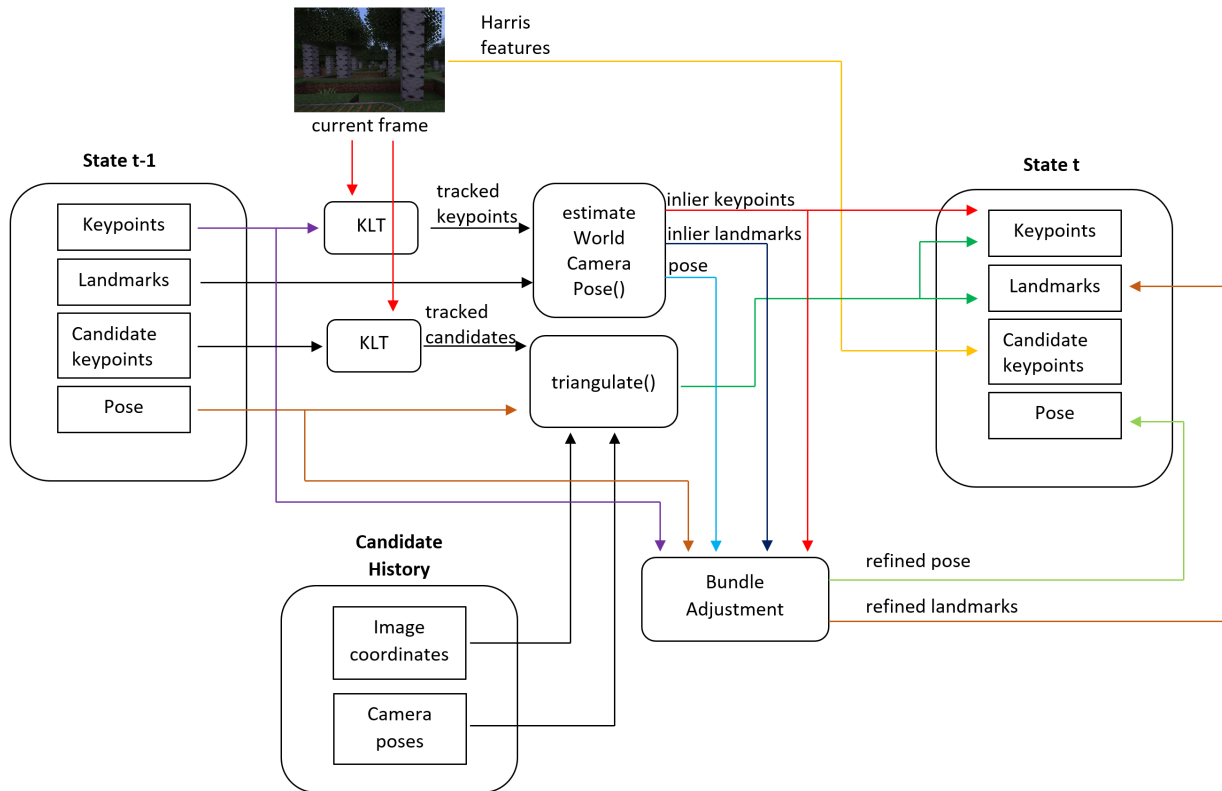 Harris
features
current frame
State t-1
Keypoints
Landmarks
Candidate
keypoints
Pose
KLT
KLT
tracked
keypoints
tracked
candidates
estimate
World
Camera
Pose()
triangulate()
inlier keypoints
inlier landmarks
pose
State t
Keypoints
Landmarks
Candidate
keypoints
Pose
Candidate
History
Image
coordinates
Camera
poses
Bundle
Adjustment
refined pose
refined landmarks